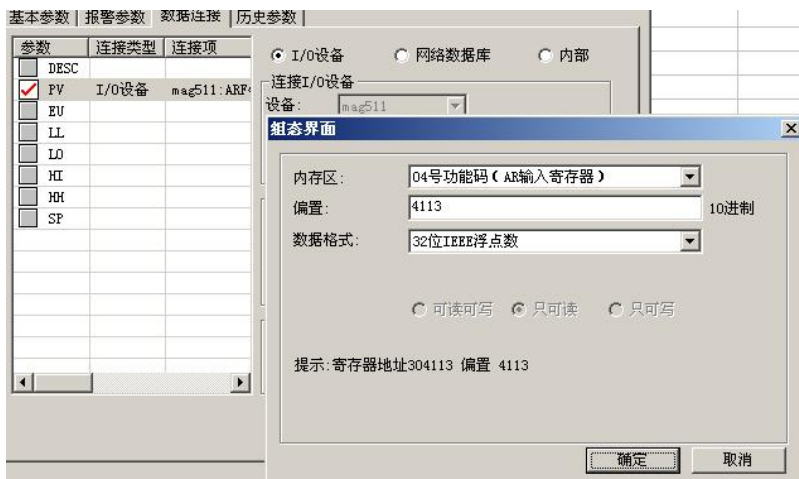 基本参数 报警参数 数据连接 历史参数
参数 连接类型 连接项
DESC
PV I/O设备 mag511:ARF
EU
LL
LO
HI
HH
SP
I/O设备 网络数据库 内部
连接I/O设备
设备: mag511
组态界面
内存区: 04号功能码(AR输入寄存器)
偏置: 4113 10进制
数据格式: 32位IEEE浮点数
可读可写 只可读 只可写
提示:寄存器地址304113 偏置 4113
确定 取消